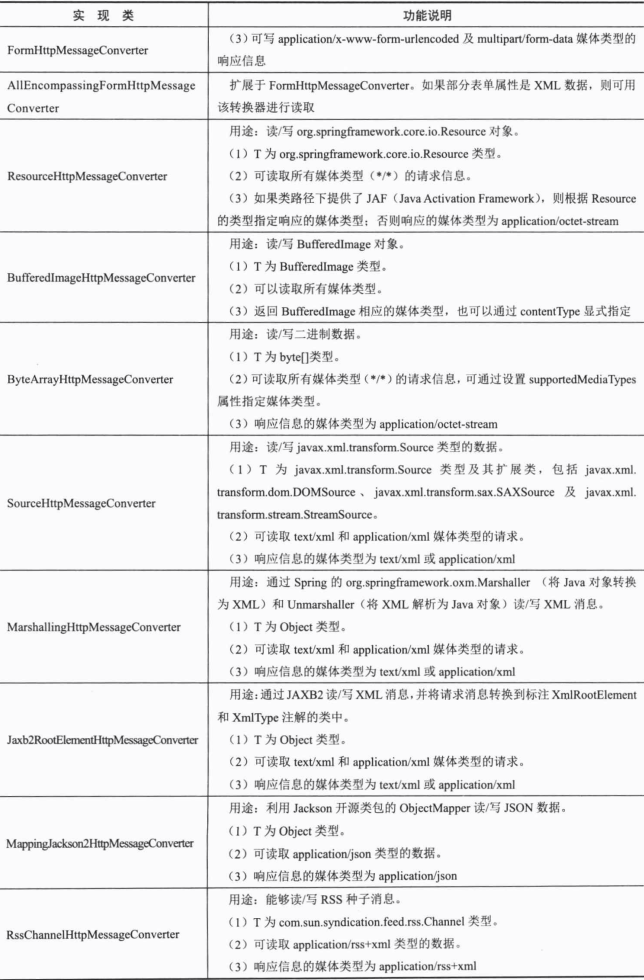 实 现 类 功能说明
FormHttpMessageConverter
（3）可写 application/x-www-form-urlencoded 及 multipart/form-data 媒体类型的
响应信息
AllEncompassingFormHttpMessage
Converter
扩展于 FormHttpMessageConverter。如果部分表单属性是 XML 数据，则可用
该转换器进行读取
ResourceHttpMessageConverter
用途：读/写 org.springframework.core.io.Resource 对象。
（1）T 为 org.springframework.core.io.Resource 类型。
（2）可读取所有媒体类型（*/*）的请求信息。
（3）如果类路径下提供了 JAF（Java Activation Framework），则根据 Resource
的类型指定响应的媒体类型；否则响应的媒体类型为 application/octet-stream
BufferedImageHttpMessageConverter
用途：读/写 BufferedImage 对象。
（1）T 为 BufferedImage 类型。
（2）可以读取所有媒体类型。
（3）返回 BufferedImage 相应的媒体类型，也可以通过 contentType 显式指定
ByteArrayHttpMessageConverter
用途：读/写二进制数据。
（1）T 为 byte[]类型。
（2）可读取所有媒体类型（*/*）的请求信息，可通过设置 supportedMediaTypes
属性指定媒体类型。
（3）响应信息的媒体类型为 application/octet-stream
SourceHttpMessageConverter
用途：读/写 javax.xml.transform.Source 类型的数据。
（1）T 为 javax.xml.transform.Source 类型及其扩展类，包括 javax.xml.
transform.dom.DOMSource 、 javax.xml.transform.sax.SAXSource 及 javax.xml.
transform.stream.StreamSource。
（2）可读取 text/xml 和 application/xml 媒体类型的请求。
（3）响应信息的媒体类型为 text/xml 或 application/xml
MarshallingHttpMessageConverter
用途：通过 Spring 的 org.springframework.oxm.Marshaller （将 Java 对象转换
为 XML）和 Unmarshaller（将 XML 解析为 Java 对象）读/写 XML 消息。
（1）T 为 Object 类型。
（2）可读取 text/xml 和 application/xml 媒体类型的请求。
（3）响应信息的媒体类型为 text/xml 或 application/xml
Jaxb2RootElementHttpMessageConverter
用途：通过 JAXB2 读/写 XML 消息，并将请求消息转换到标注 XmlRootElement
和 XmlType 注解的类中。
（1）T 为 Object 类型。
（2）可读取 text/xml 和 application/xml 媒体类型的请求。
（3）响应信息的媒体类型为 text/xml 或 application/xml
MappingJackson2HttpMessageConverter
用途：利用 Jackson 开源类包的 ObjectMapper 读/写 JSON 数据。
（1）T 为 Object 类型。
（2）可读取 application/json 类型的数据。
（3）响应信息的媒体类型为 application/json
RssChannelHttpMessageConverter
用途：能够读/写 RSS 种子消息。
（1）T 为 com.sun.syndication.feed.rss.Channel 类型。
（2）可读取 application/rss+xml 类型的数据。
（3）响应信息的媒体类型为 application/rss+xml